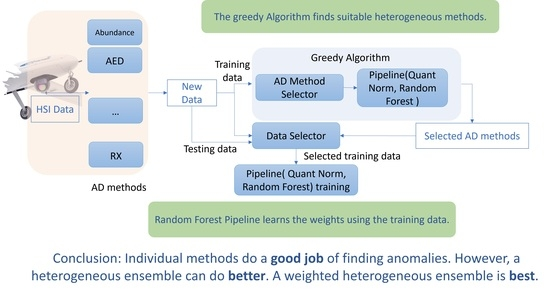 The greedy Algorithm finds suitable heterogeneous methods.
Abundance
AED
HSI Data
...
RX
AD methods
New
Data
Training
data
Testing data
Greedy Algorithm
AD Method
Selector
Pipeline(Quant
Norm, Random
Forest )
Data Selector
Selected AD methods
Selected training data
Pipeline( Quant Norm,
Random Forest) training
Random Forest Pipeline learns the weights using the training data.
Conclusion: Individual methods do a good job of finding anomalies. However, a
heterogeneous ensemble can do better. A weighted heterogeneous ensemble is best.